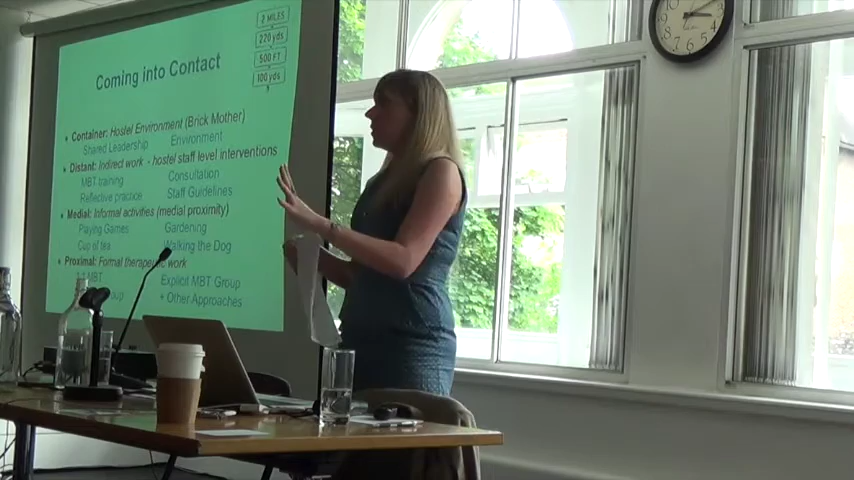 2 MILES
220 yds
500 FT
100 yds
Coming into Contact
• Container: Hostel Environment (Brick Mother)
Shared Leadership Environment
• Distant: Indirect work - hostel staff level interventions
MBT training Consultation
Reflective practice Staff Guidelines
• Medial: Informal activities (medial proximity)
Playing Games Gardening
Cup of tea Walking the Dog
• Proximal: Formal therapeutic work
MBT Explicit MBT Group
+ Other Approaches